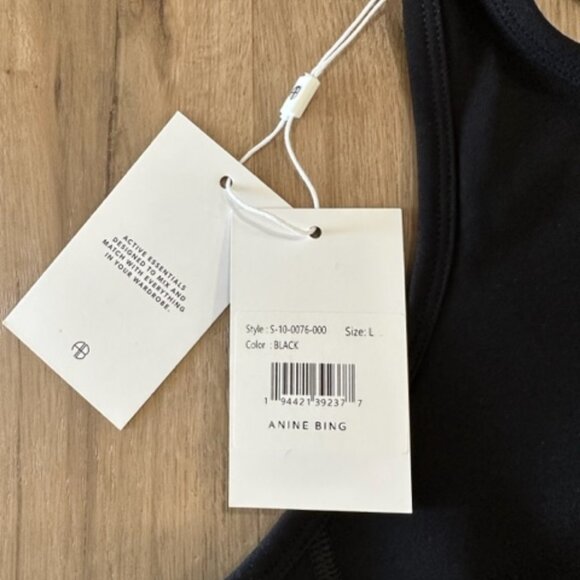 ACTIVE ESSENTIALS
DESIGNED TO MIX AND
MATCH WITH EVERYTHING
IN YOUR WARDROBE.
AB
Style : S-10-0076-000 Size: L
Color : BLACK
1 94421 39237 7
ANINE BING